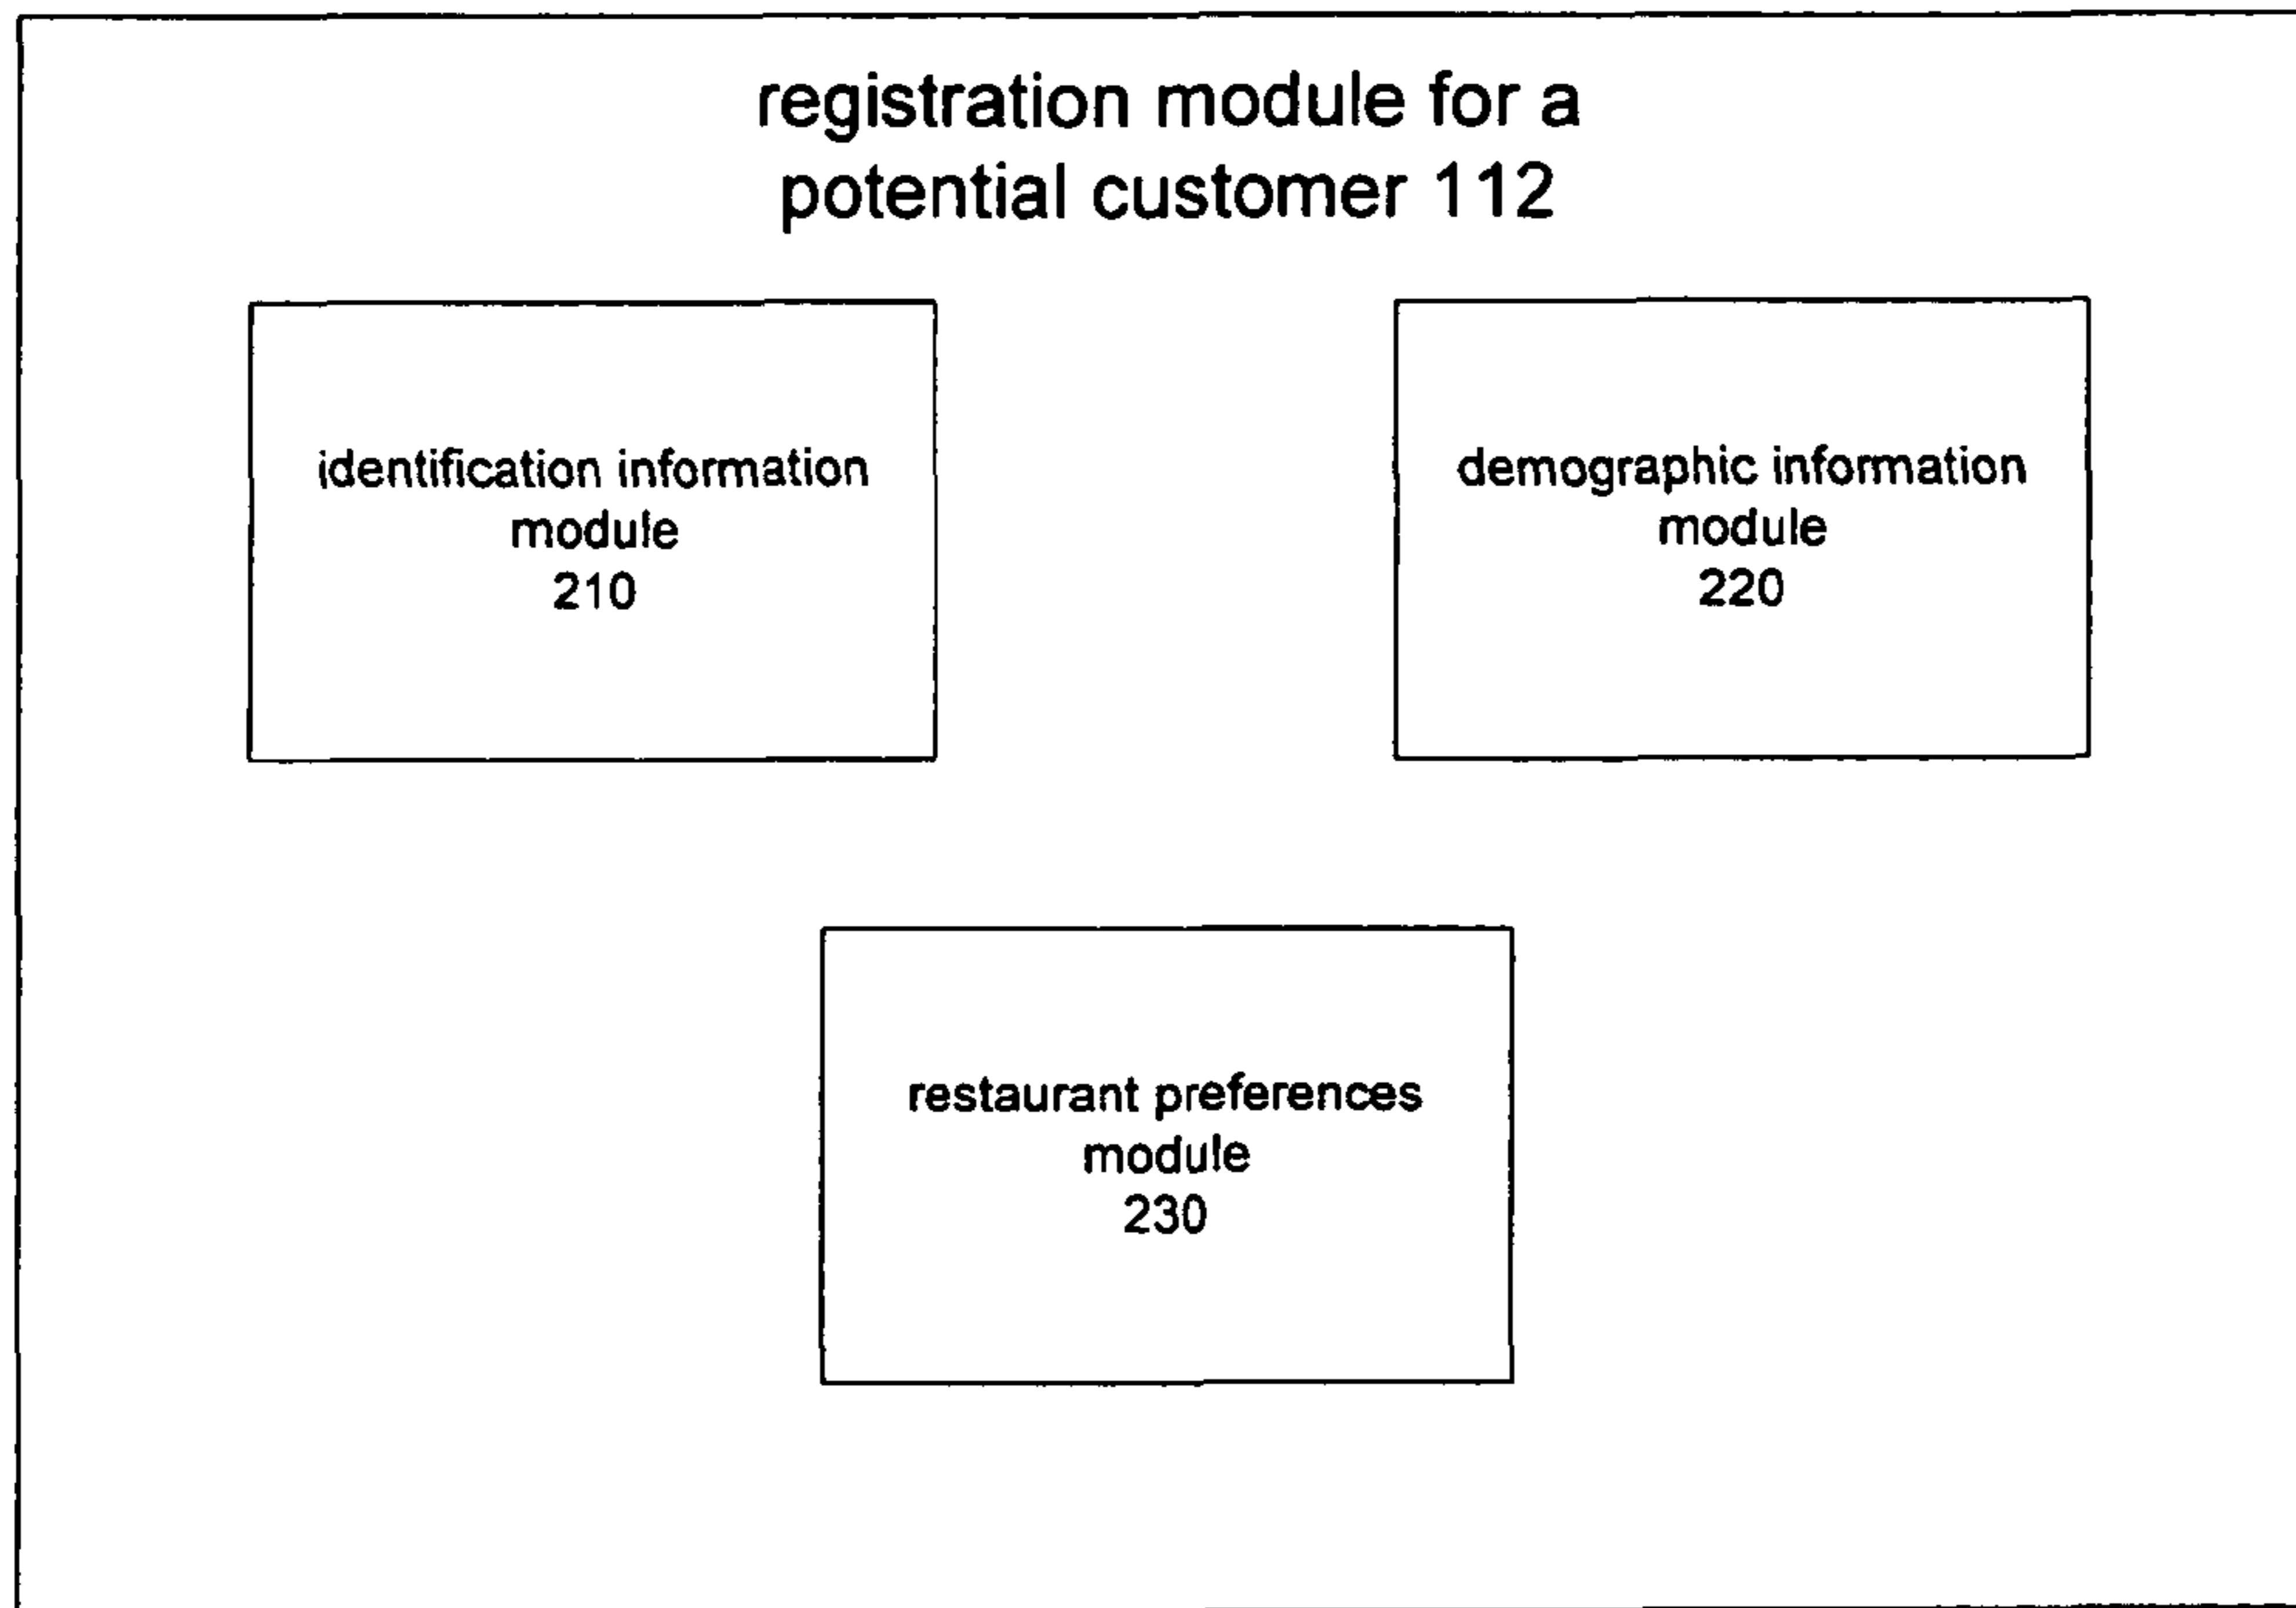 registration module for a
potential customer 112
identification information
module
210
demographic information
module
220
restaurant preferences
module
230